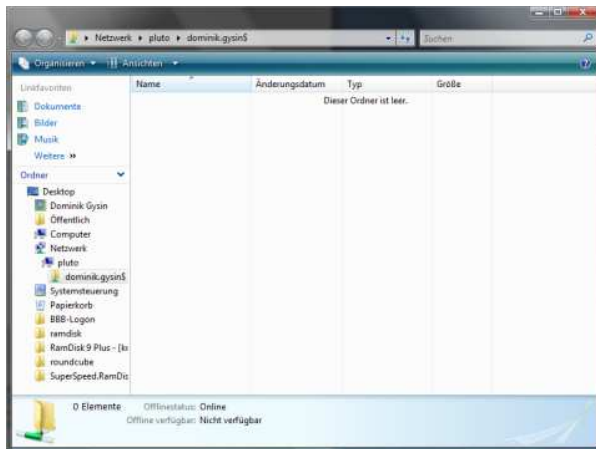 Netzwerk ▸ pluto ▸ dominik.gysin$
Suchen
Organisieren
Ansichten
Linkfavoriten
Dokumente
Bilder
Musik
Weitere »
Ordner
Desktop
Dominik Gysin
Öffentlich
Computer
Netzwerk
pluto
dominik.gysin$
Systemsteuerung
Papierkorb
BBB-Logon
ramdisk
RamDisk 9 Plus - [k
roundcube
SuperSpeed.RamDis
Name Änderungsdatum Typ Größe
Dieser Ordner ist leer.
0 Elemente Offlinestatus: Online
Offline verfügbar: Nicht verfügbar